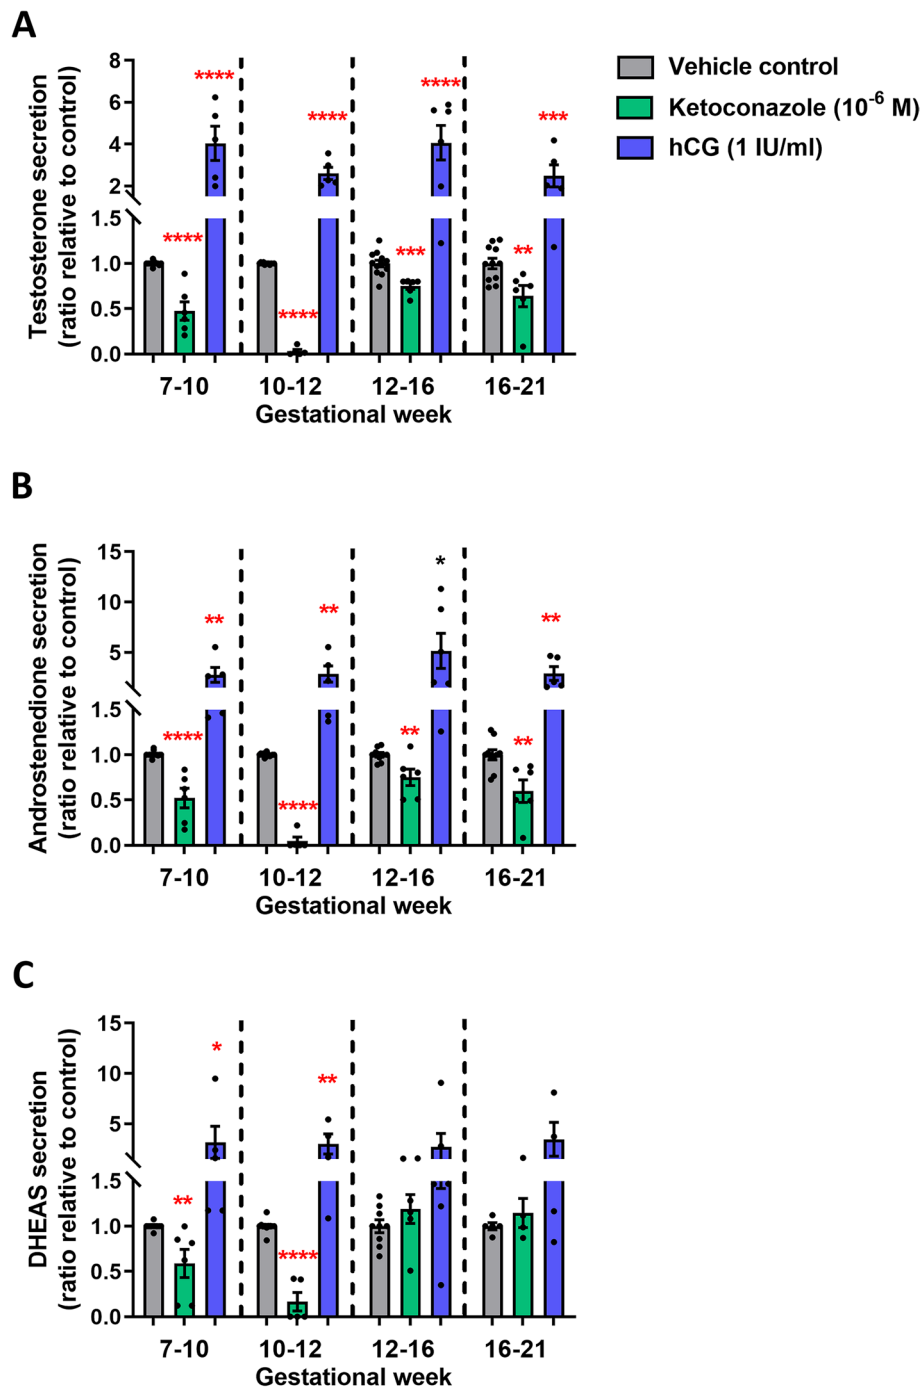 A
Testosterone secretion
(ratio relative to control)
8
6
4
2
1.5
1.0
0.5
0.0
****
****
****
****
***
****
**
***
7-10 10-12 12-16 16-21
Gestational week
Vehicle control
Ketoconazole (10⁻⁶ M)
hCG (1 IU/ml)
B
Androstenedione secretion
(ratio relative to control)
15
10
5
1.5
1.0
0.5
0.0
****
**
****
**
**
*
**
**
7-10 10-12 12-16 16-21
Gestational week
C
DHEAS secretion
(ratio relative to control)
15
10
5
1.5
1.0
0.5
0.0
**
*
****
**
7-10 10-12 12-16 16-21
Gestational week